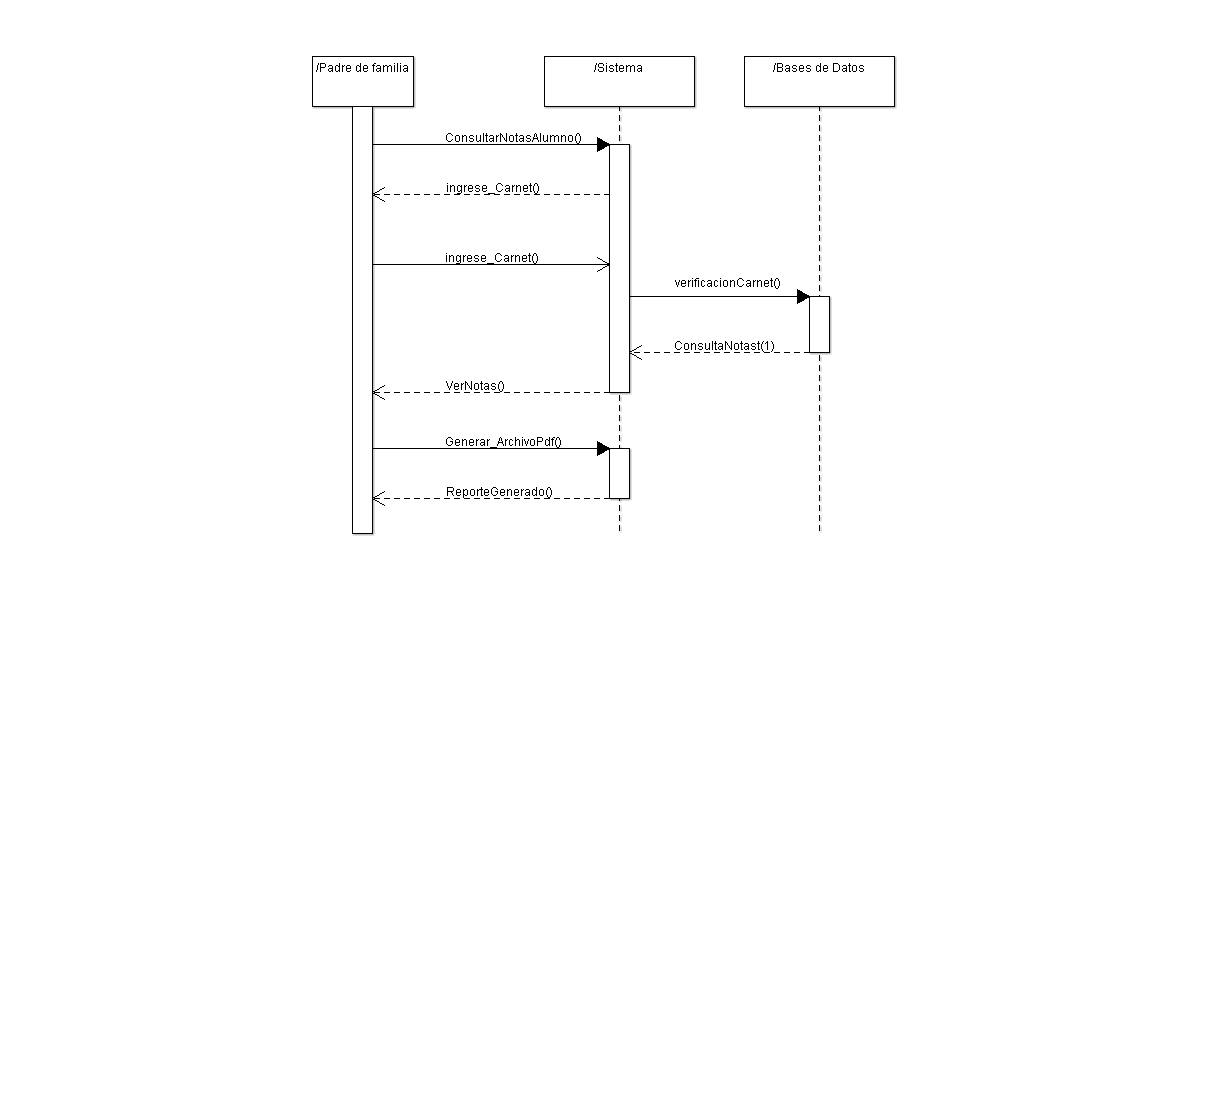 /Padre de familia
/Sistema
/Bases de Datos
ConsultarNotasAlumno()
ingrese_Carnet()
ingrese_Carnet()
verificacionCarnet()
ConsultaNotast(1)
VerNotas()
Generar_ArchivoPdf()
ReporteGenerado()